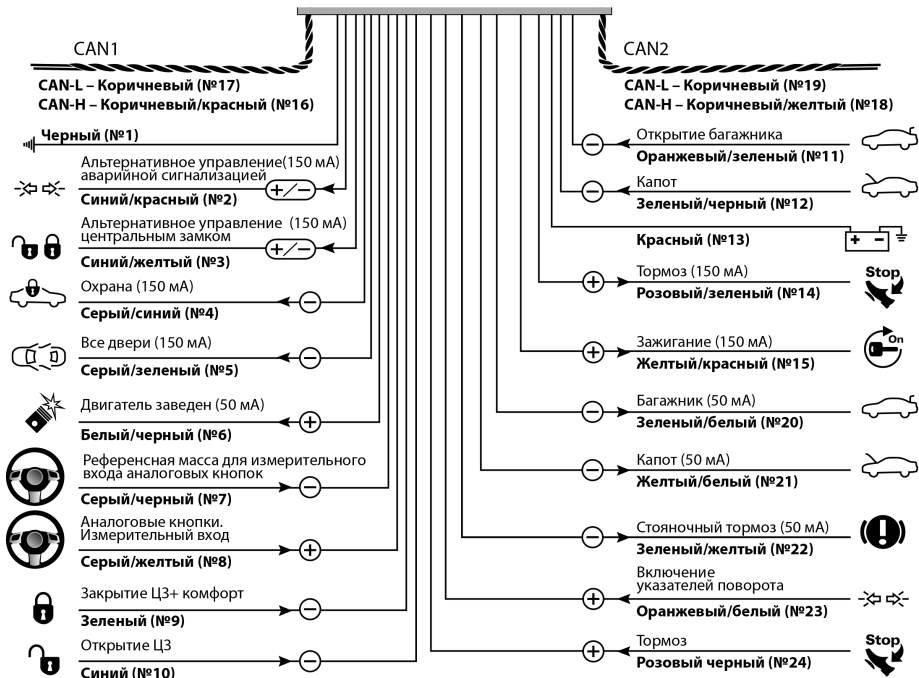 CAN1
CAN-L – Коричневый (№17)
CAN-H – Коричневый/красный (№16)
Черный (№1)
Альтернативное управление(150 мА)
аварийной сигнализацией
+/−
Синий/красный (№2)
Альтернативное управление (150 мА)
центральным замком
+/−
Синий/желтый (№3)
Охрана (150 мА)
−
Серый/синий (№4)
Все двери (150 мА)
−
Серый/зеленый (№5)
Двигатель заведен (50 мА)
+
Белый/черный (№6)
Референсная масса для измерительного
входа аналоговых кнопок
−
Серый/черный (№7)
Аналоговые кнопки.
Измерительный вход
+
Серый/желтый (№8)
Закрытие ЦЗ+ комфорт
−
Зеленый (№9)
Открытие ЦЗ
−
Синий (№10)
CAN2
CAN-L – Коричневый (№19)
CAN-H – Коричневый/желтый (№18)
Открытие багажника
−
Оранжевый/зеленый (№11)
Капот
−
Зеленый/черный (№12)
Красный (№13)
+ −
Тормоз (150 мА)
+
Розовый/зеленый (№14)
Stop
Зажигание (150 мА)
+
Желтый/красный (№15)
On
Багажник (50 мА)
−
Зеленый/белый (№20)
Капот (50 мА)
−
Желтый/белый (№21)
Стояночный тормоз (50 мА)
−
Зеленый/желтый (№22)
Включение
указателей поворота
+
Оранжевый/белый (№23)
Тормоз
+
Розовый черный (№24)
Stop